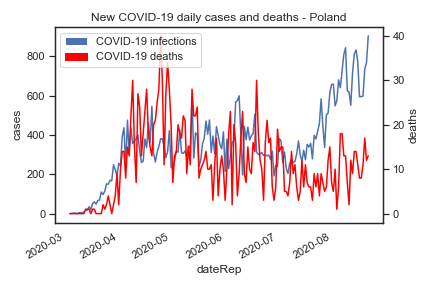 New COVID-19 daily cases and deaths - Poland
COVID-19 infections
COVID-19 deaths
cases
800
600
400
200
0
deaths
40
30
20
10
0
2020-03
2020-04
2020-05
2020-06
2020-07
2020-08
dateRep